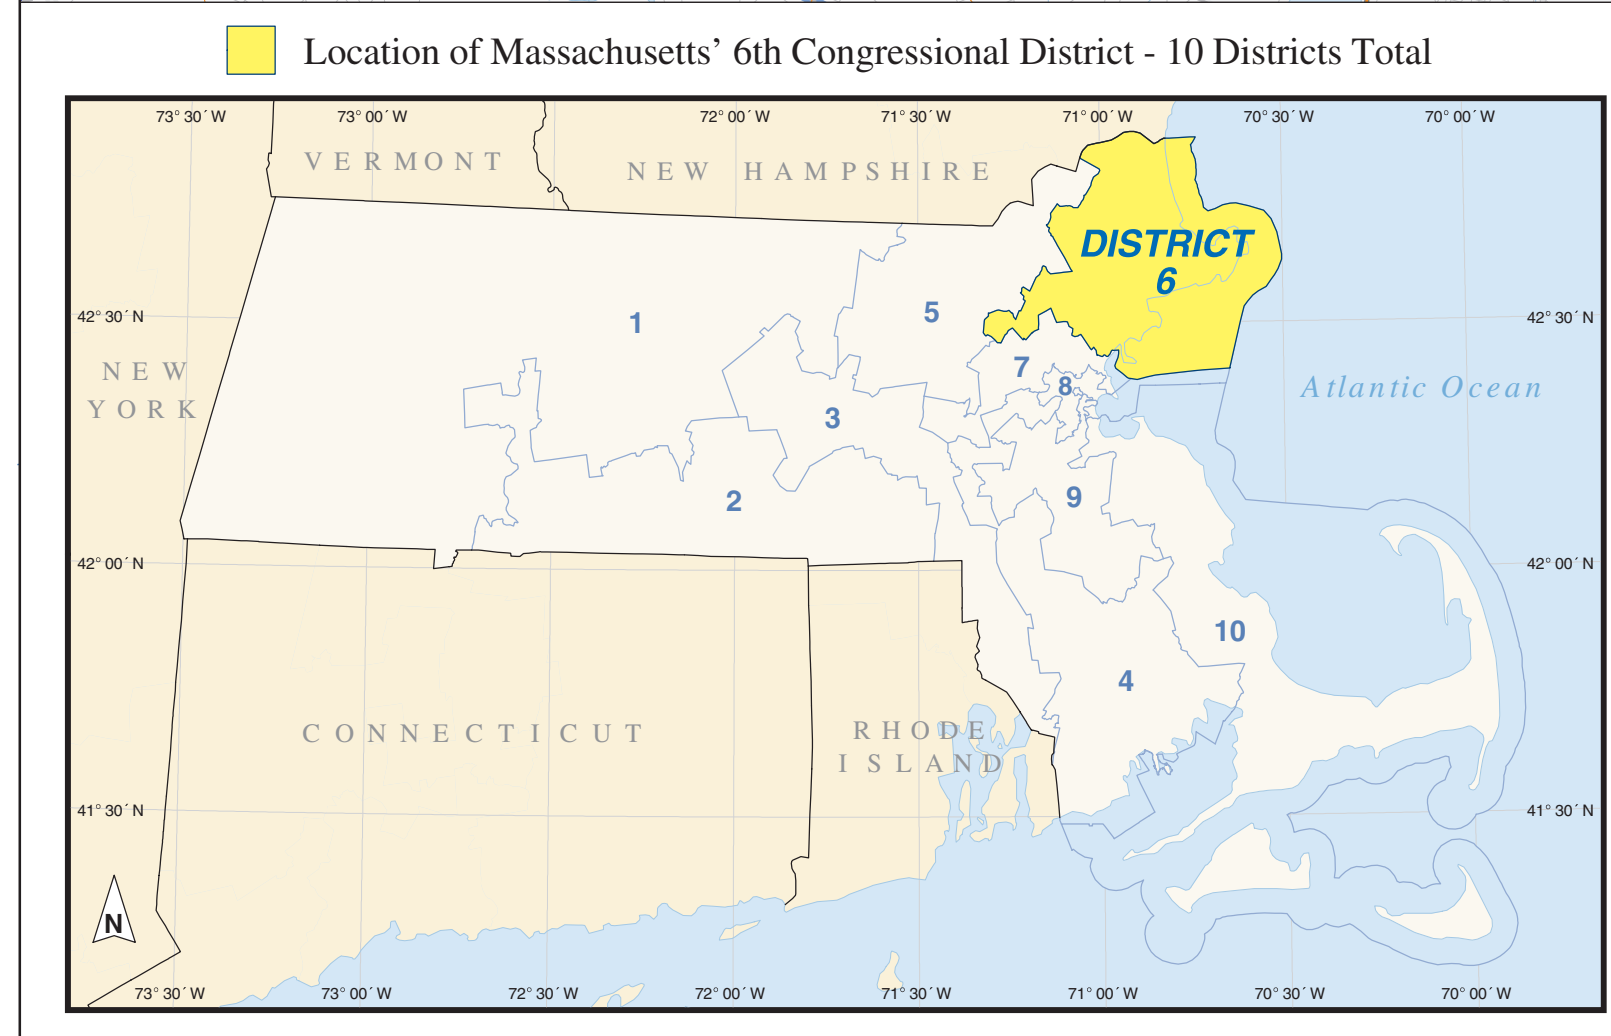 Location of Massachusetts’ 6th Congressional District - 10 Districts Total
73° 30´ W
73° 00´ W
72° 00´ W
71° 30´ W
71° 00´ W
70° 30´ W
70° 00´ W
VERMONT
NEW HAMPSHIRE
DISTRICT
6
42° 30´ N
1
5
42° 30´ N
NEW
YORK
7
8
Atlantic Ocean
3
2
9
42° 00´ N
42° 00´ N
10
4
CONNECTICUT
RHODE
ISLAND
41° 30´ N
41° 30´ N
N
73° 30´ W
73° 00´ W
72° 30´ W
72° 00´ W
71° 30´ W
71° 00´ W
70° 30´ W
70° 00´ W